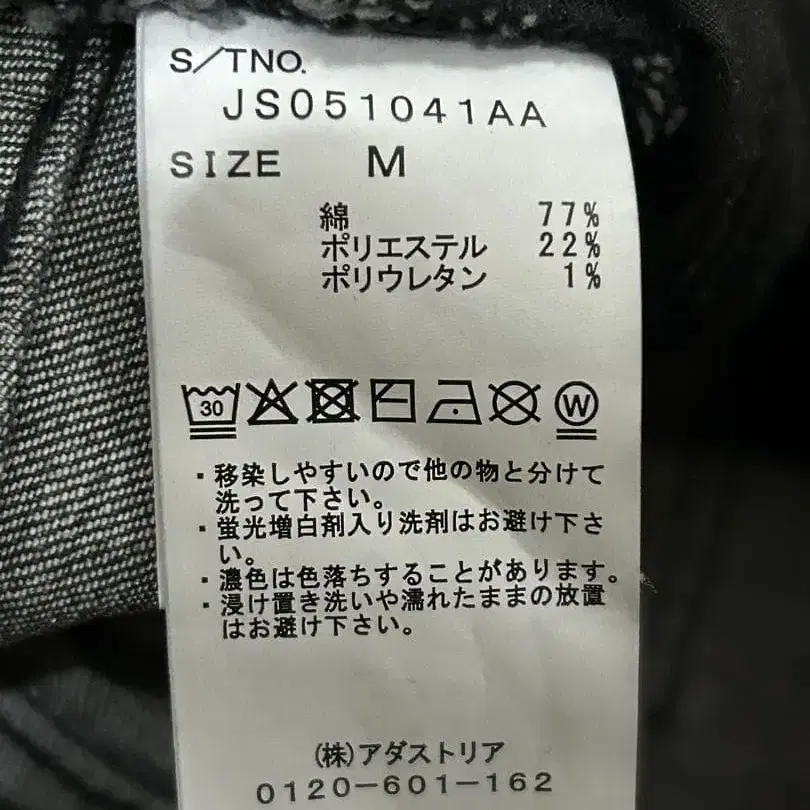 S/TNO.
JS051041AA
SIZE M
綿 77%
ポリエステル 22%
ポリウレタン 1%
30 W
・移染しやすいので他の物と分けて
洗って下さい。
・蛍光増白剤入り洗剤はお避け下さ
い。
・濃色は色落ちすることがあります。
・浸け置き洗いや濡れたままの放置
はお避け下さい。
(株)アダストリア
0120-601-162